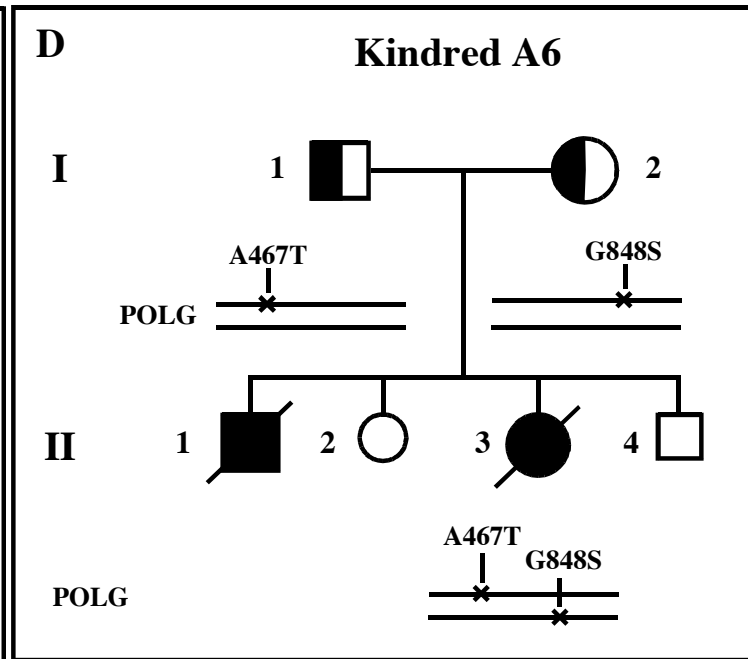 D
Kindred A6
I
1
2
A467T
G848S
POLG
II
1
2
3
4
A467T
G848S
POLG